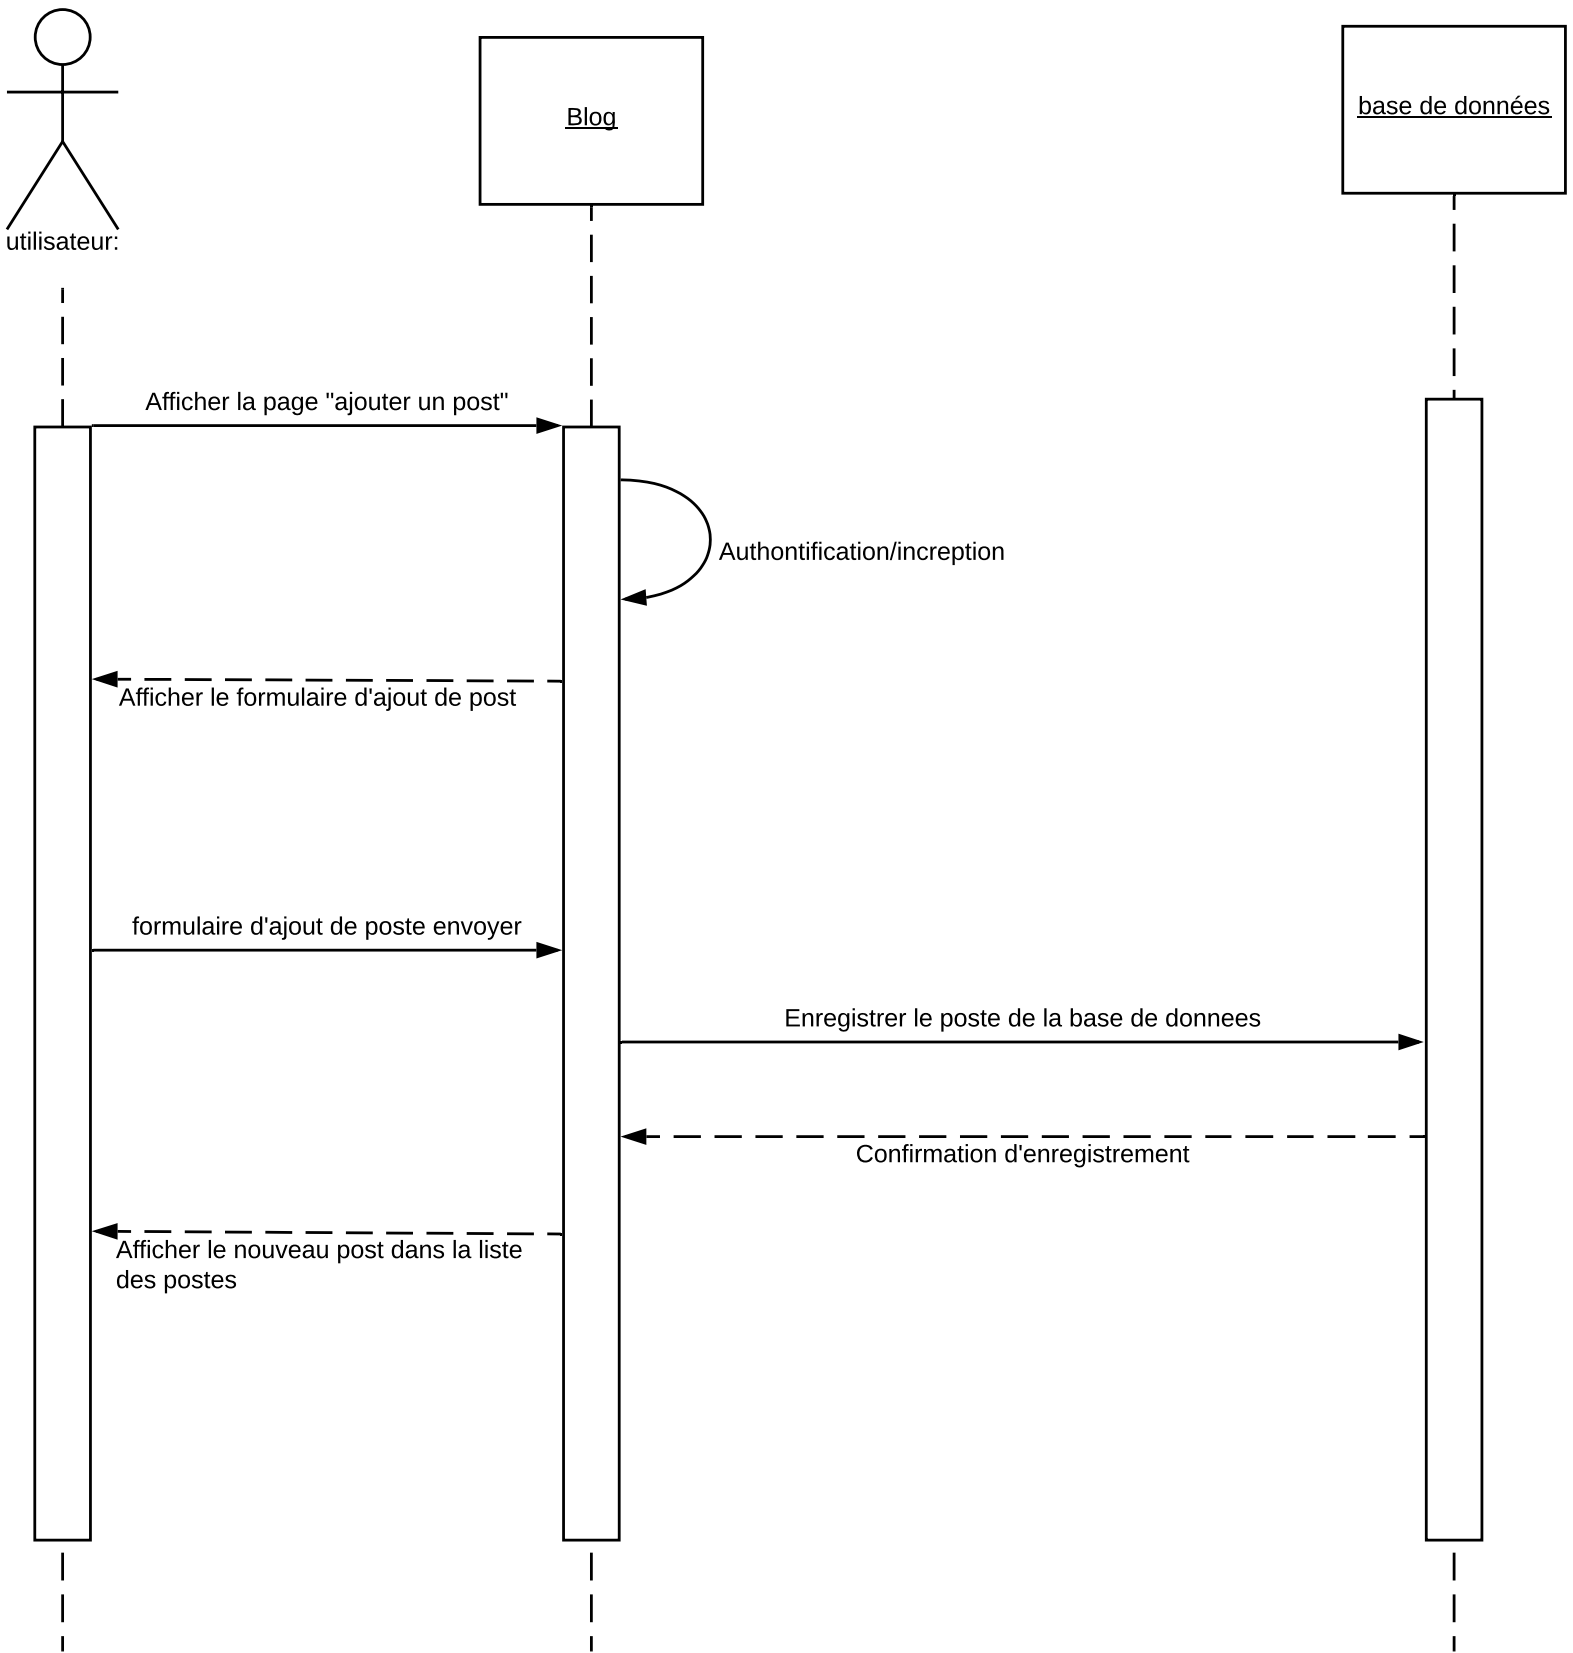 utilisateur:
Blog
base de données
Afficher la page "ajouter un post"
Authontification/increption
Afficher le formulaire d'ajout de post
formulaire d'ajout de poste envoyer
Enregistrer le poste de la base de donnees
Confirmation d'enregistrement
Afficher le nouveau post dans la liste
des postes